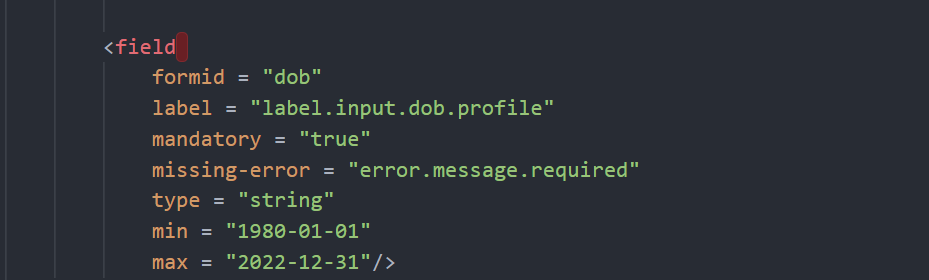 <field
formid = "dob"
label = "label.input.dob.profile"
mandatory = "true"
missing-error = "error.message.required"
type = "string"
min = "1980-01-01"
max = "2022-12-31"/>